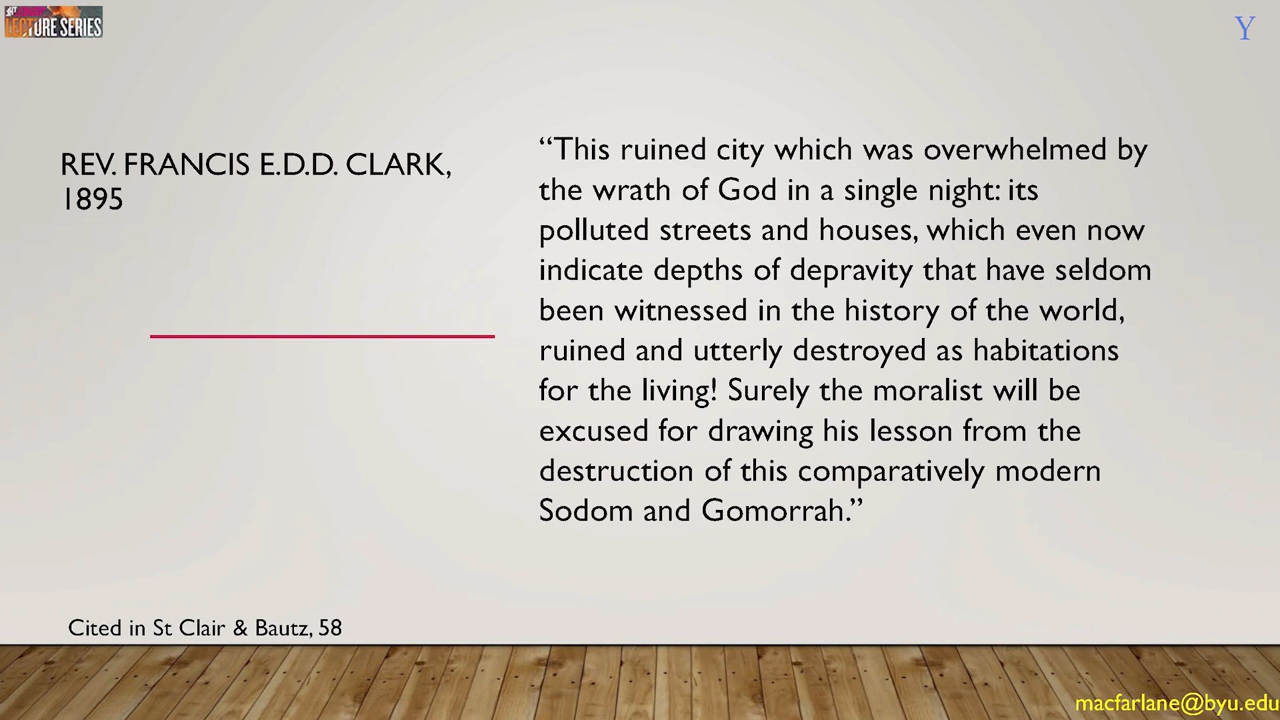 LECTURE SERIES
Y
REV. FRANCIS E.D.D. CLARK,
1895
“This ruined city which was overwhelmed by
the wrath of God in a single night: its
polluted streets and houses, which even now
indicate depths of depravity that have seldom
been witnessed in the history of the world,
ruined and utterly destroyed as habitations
for the living! Surely the moralist will be
excused for drawing his lesson from the
destruction of this comparatively modern
Sodom and Gomorrah.”
Cited in St Clair & Bautz, 58
macfarlane@byu.edu